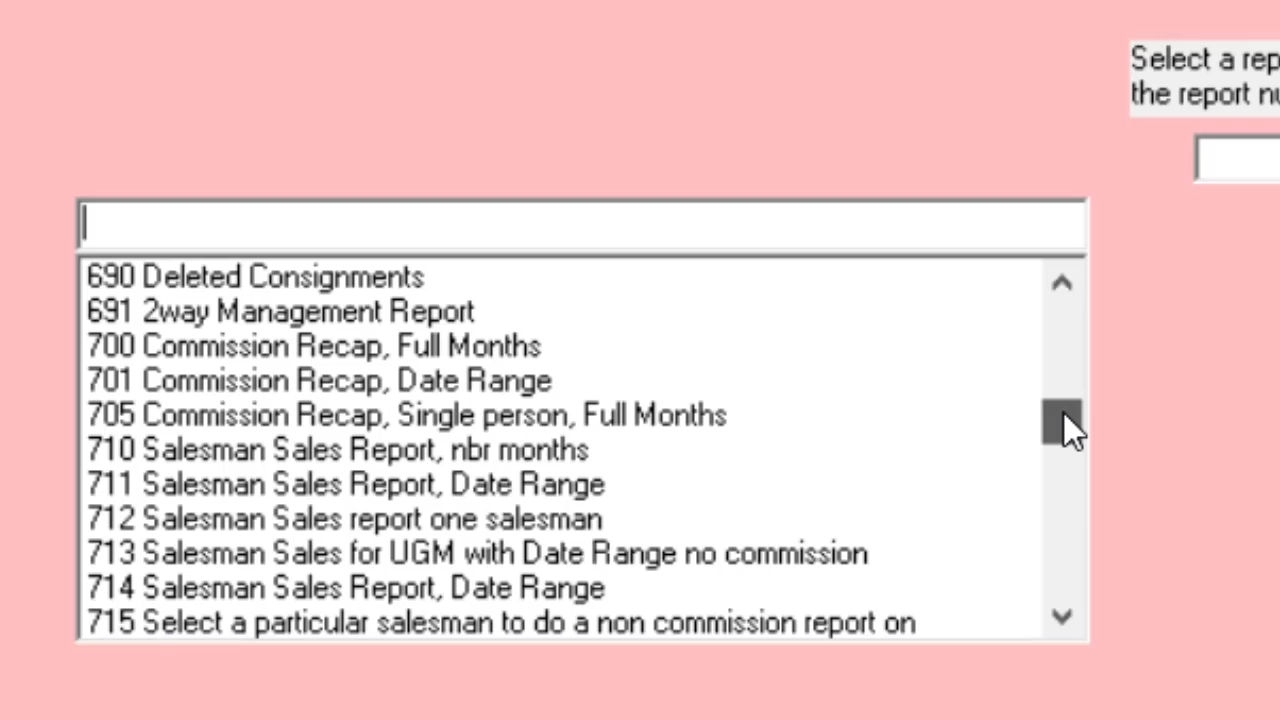 Select a rep
the report nu
690 Deleted Consignments
691 2way Management Report
700 Commission Recap, Full Months
701 Commission Recap, Date Range
705 Commission Recap, Single person, Full Months
710 Salesman Sales Report, nbr months
711 Salesman Sales Report, Date Range
712 Salesman Sales report one salesman
713 Salesman Sales for UGM with Date Range no commission
714 Salesman Sales Report, Date Range
715 Select a particular salesman to do a non commission report on